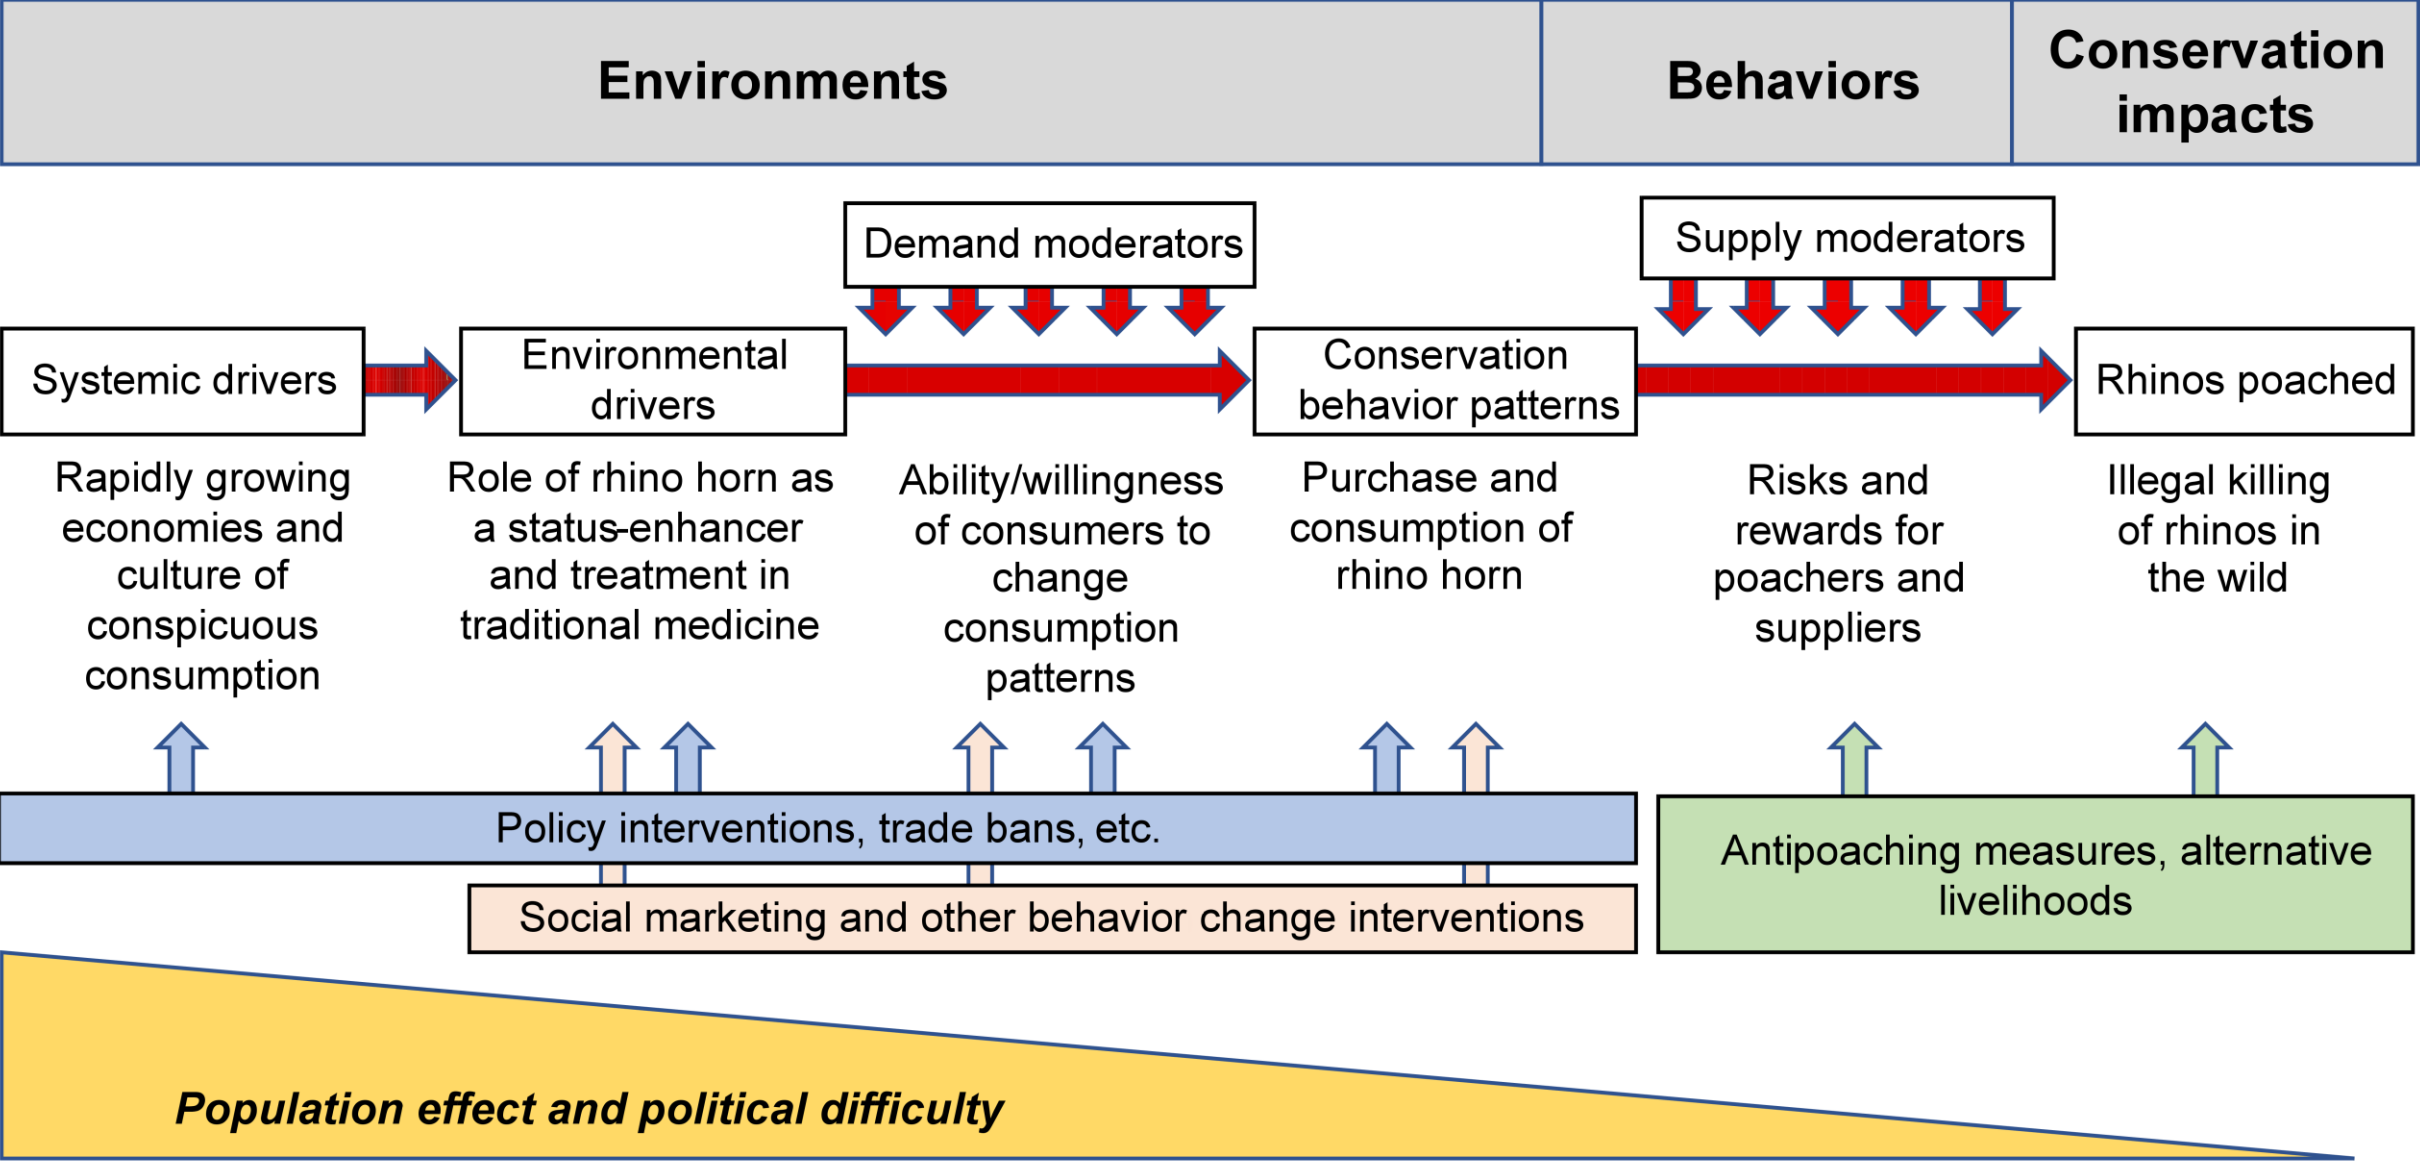 Environments
Behaviors
Conservation
impacts
Demand moderators
Supply moderators
Systemic drivers
Environmental
drivers
Conservation
behavior patterns
Rhinos poached
Rapidly growing
economies and
culture of
conspicuous
consumption
Role of rhino horn as
a status-enhancer
and treatment in
traditional medicine
Ability/willingness
of consumers to
change
consumption
patterns
Purchase and
consumption of
rhino horn
Risks and
rewards for
poachers and
suppliers
Illegal killing
of rhinos in
the wild
Policy interventions, trade bans, etc.
Social marketing and other behavior change interventions
Antipoaching measures, alternative
livelihoods
Population effect and political difficulty